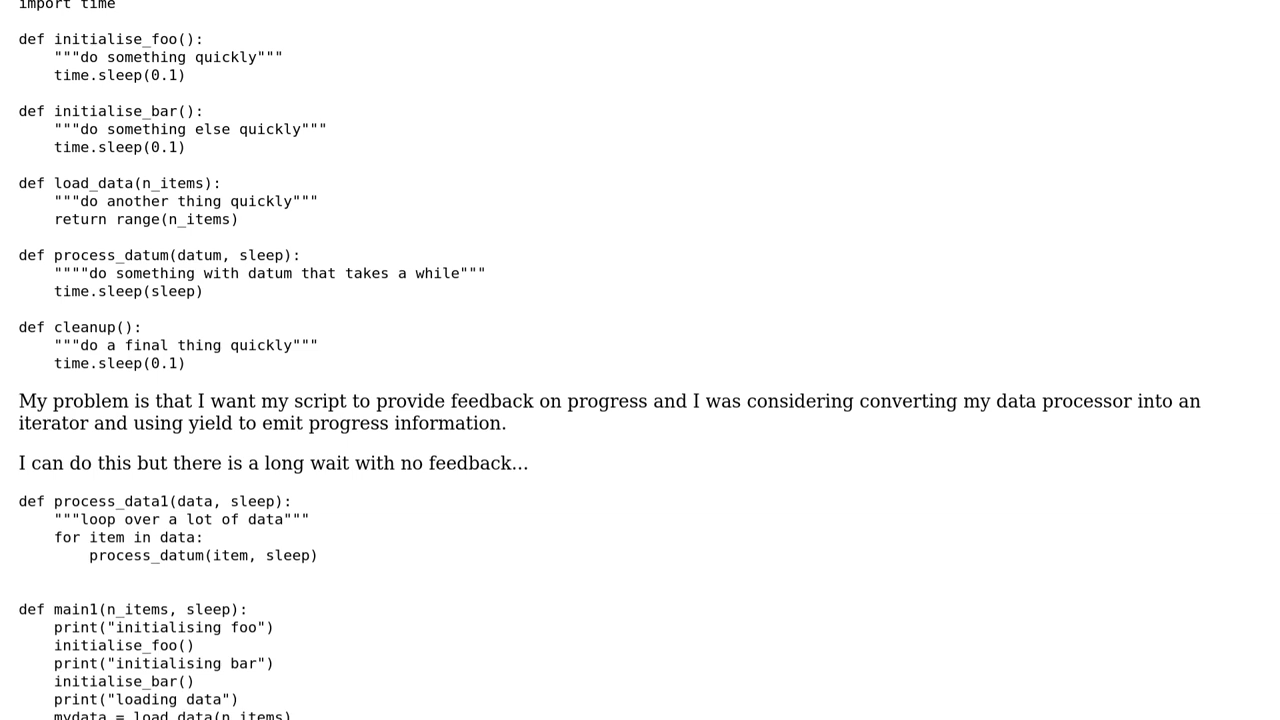 import time
def initialise_foo():
"""do something quickly"""
time.sleep(0.1)
def initialise_bar():
"""do something else quickly"""
time.sleep(0.1)
def load_data(n_items):
"""do another thing quickly"""
return range(n_items)
def process_datum(datum, sleep):
""""do something with datum that takes a while"""
time.sleep(sleep)
def cleanup():
"""do a final thing quickly"""
time.sleep(0.1)
My problem is that I want my script to provide feedback on progress and I was considering converting my data processor into an
iterator and using yield to emit progress information.
I can do this but there is a long wait with no feedback...
def process_data1(data, sleep):
"""loop over a lot of data"""
for item in data:
process_datum(item, sleep)
def main1(n_items, sleep):
print("initialising foo")
initialise_foo()
print("initialising bar")
initialise_bar()
print("loading data")
mydata = load_data(n_items)